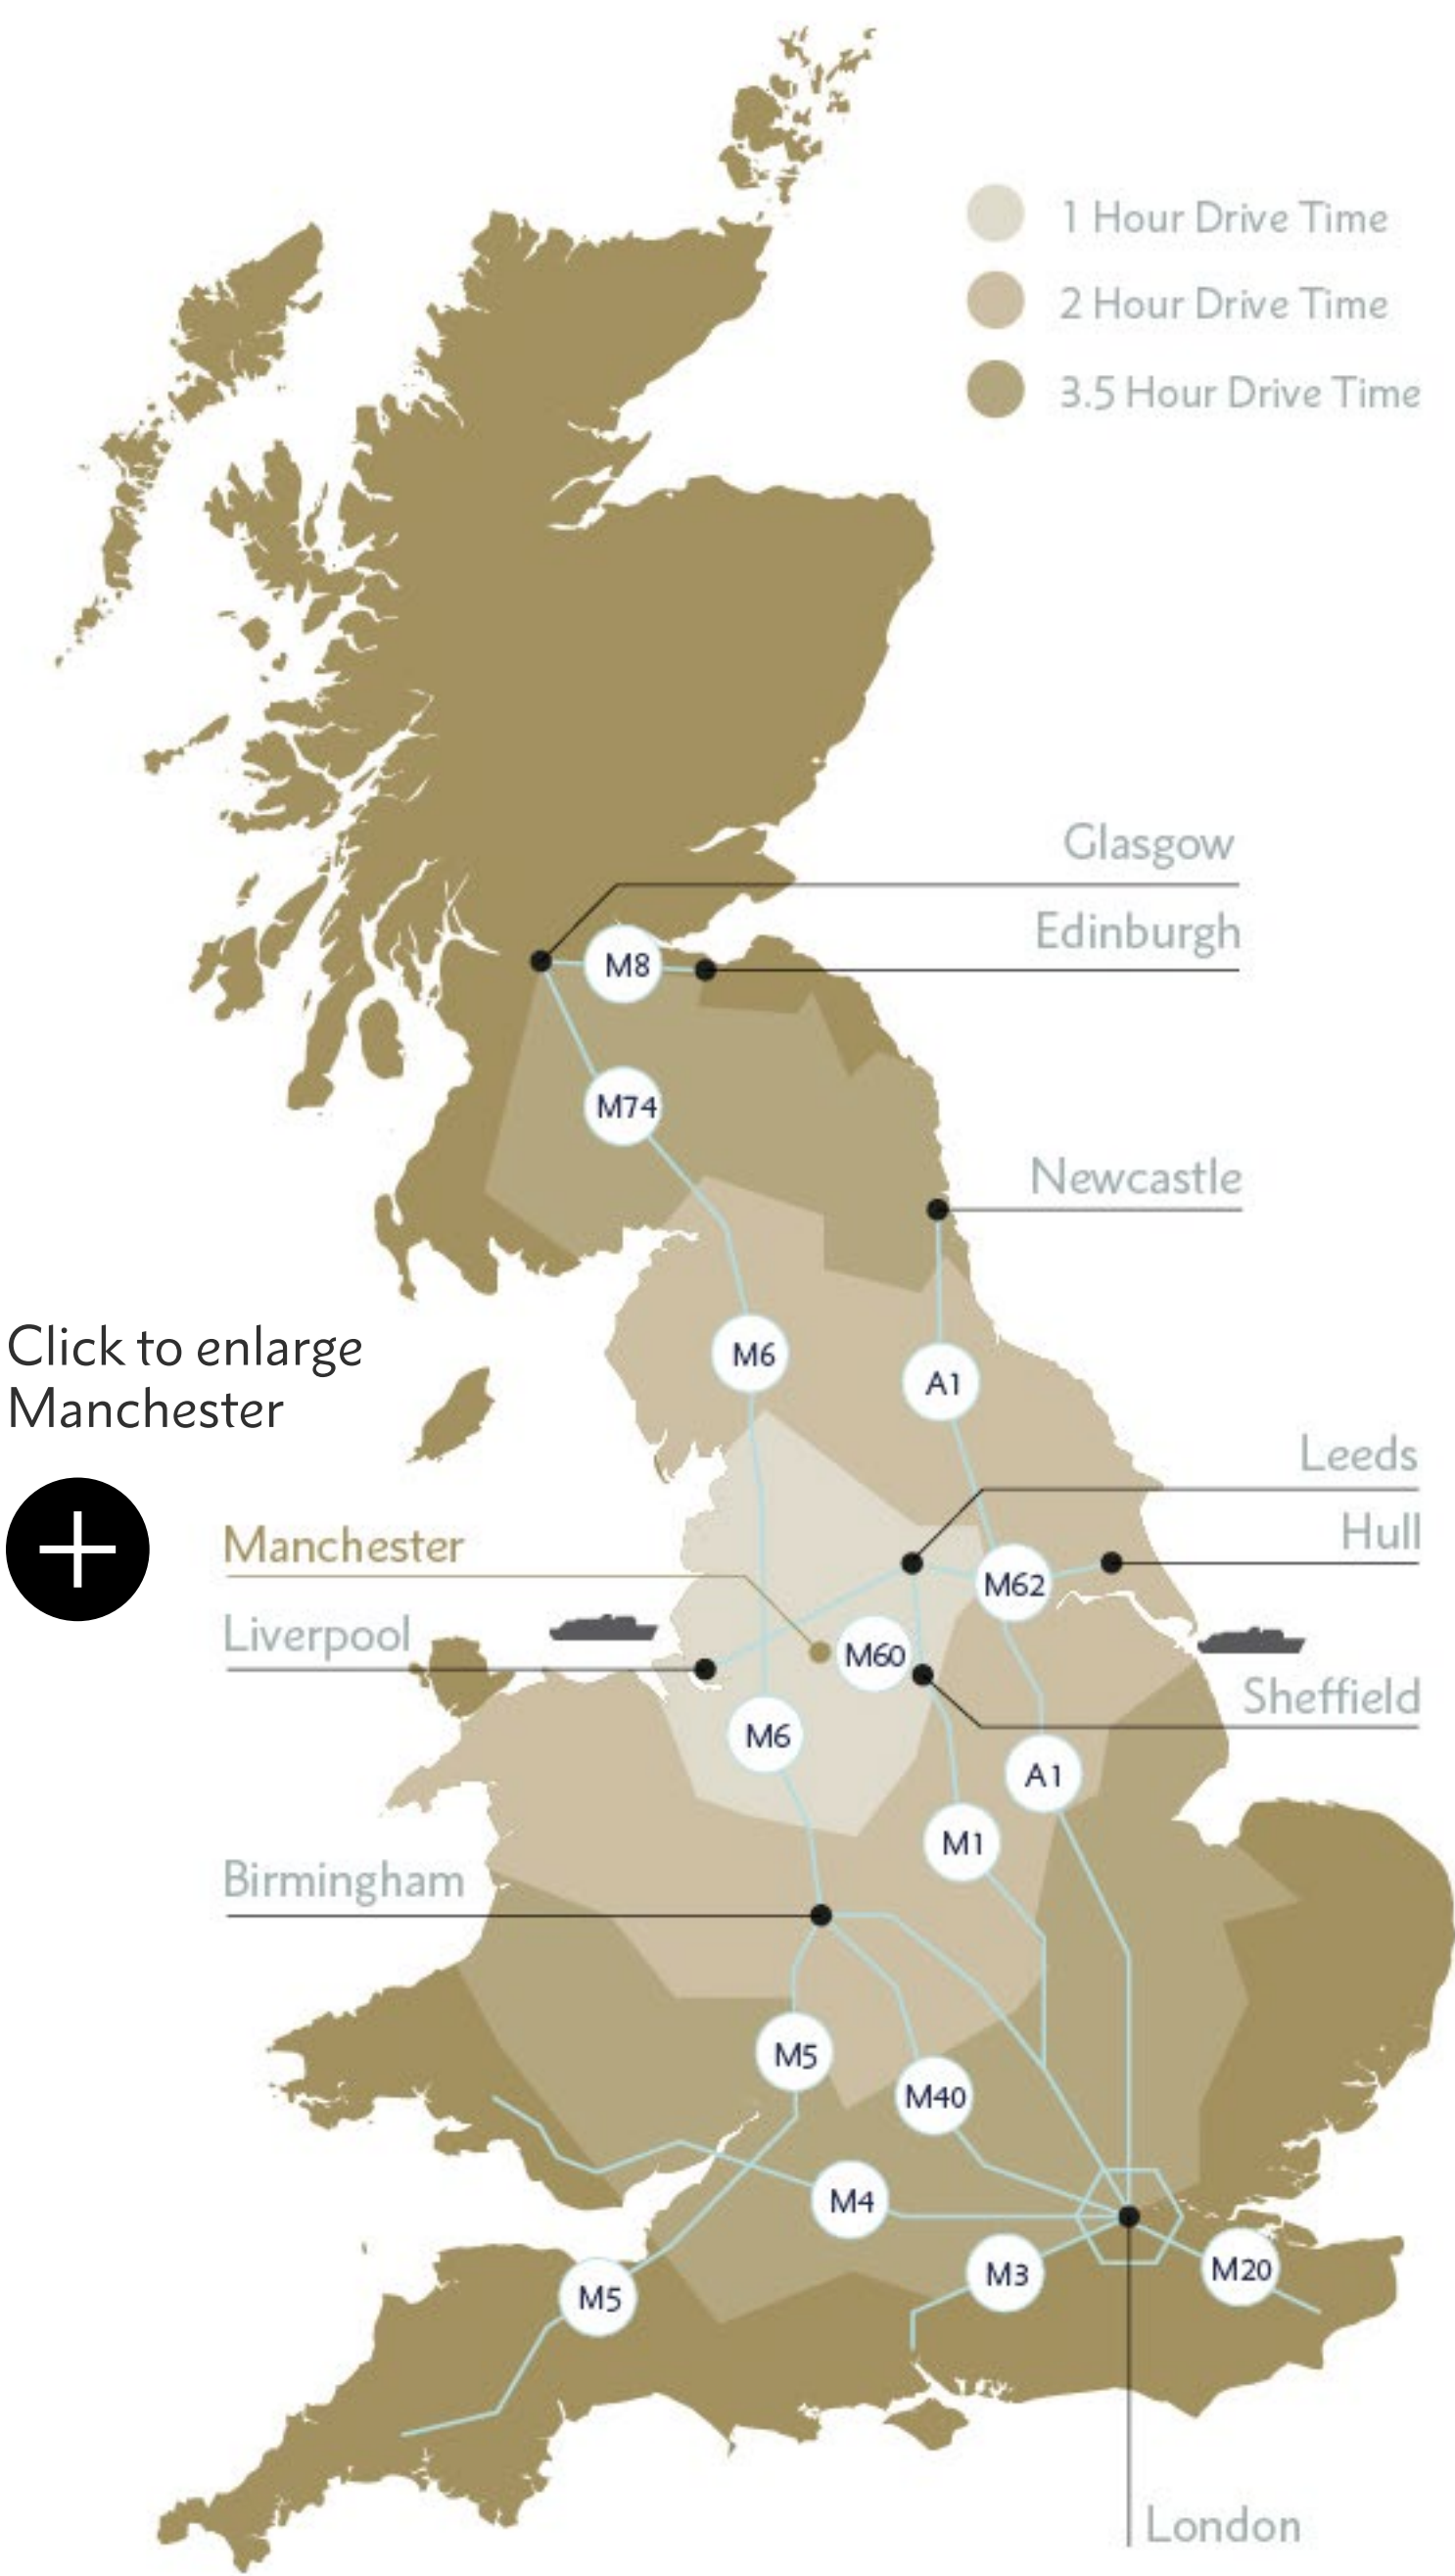 1 Hour Drive Time
2 Hour Drive Time
3.5 Hour Drive Time
Glasgow
M8
Edinburgh
M74
Newcastle
Click to enlarge
Manchester
M6
A1
Leeds
Hull
Manchester
M62
Liverpool
M60
Sheffield
M6
A1
M1
Birmingham
M5
M40
M4
M3
M20
M5
London